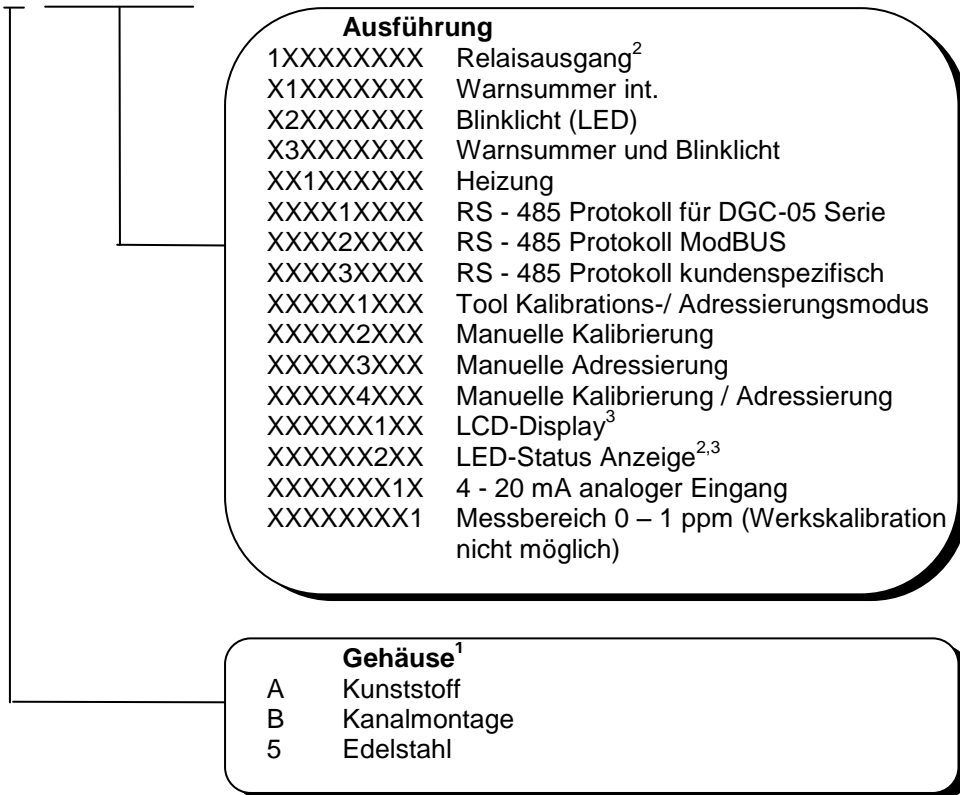 Ausführung
1XXXXXXXX Relaisausgang²
X1XXXXXXX Warnsummer int.
X2XXXXXXX Blinklicht (LED)
X3XXXXXXX Warnsummer und Blinklicht
XX1XXXXXX Heizung
XXXX1XXXX RS - 485 Protokoll für DGC-05 Serie
XXXX2XXXX RS - 485 Protokoll ModBUS
XXXX3XXXX RS - 485 Protokoll kundenspezifisch
XXXXX1XXX Tool Kalibrations-/ Adressierungsmodus
XXXXX2XXX Manuelle Kalibrierung
XXXXX3XXX Manuelle Adressierung
XXXXX4XXX Manuelle Kalibrierung / Adressierung
XXXXXX1XX LCD-Display³
XXXXXX2XX LED-Status Anzeige²,³
XXXXXXX1X 4 - 20 mA analoger Eingang
XXXXXXXX1 Messbereich 0 – 1 ppm (Werkskalibration
nicht möglich)
Gehäuse¹
A Kunststoff
B Kanalmontage
5 Edelstahl